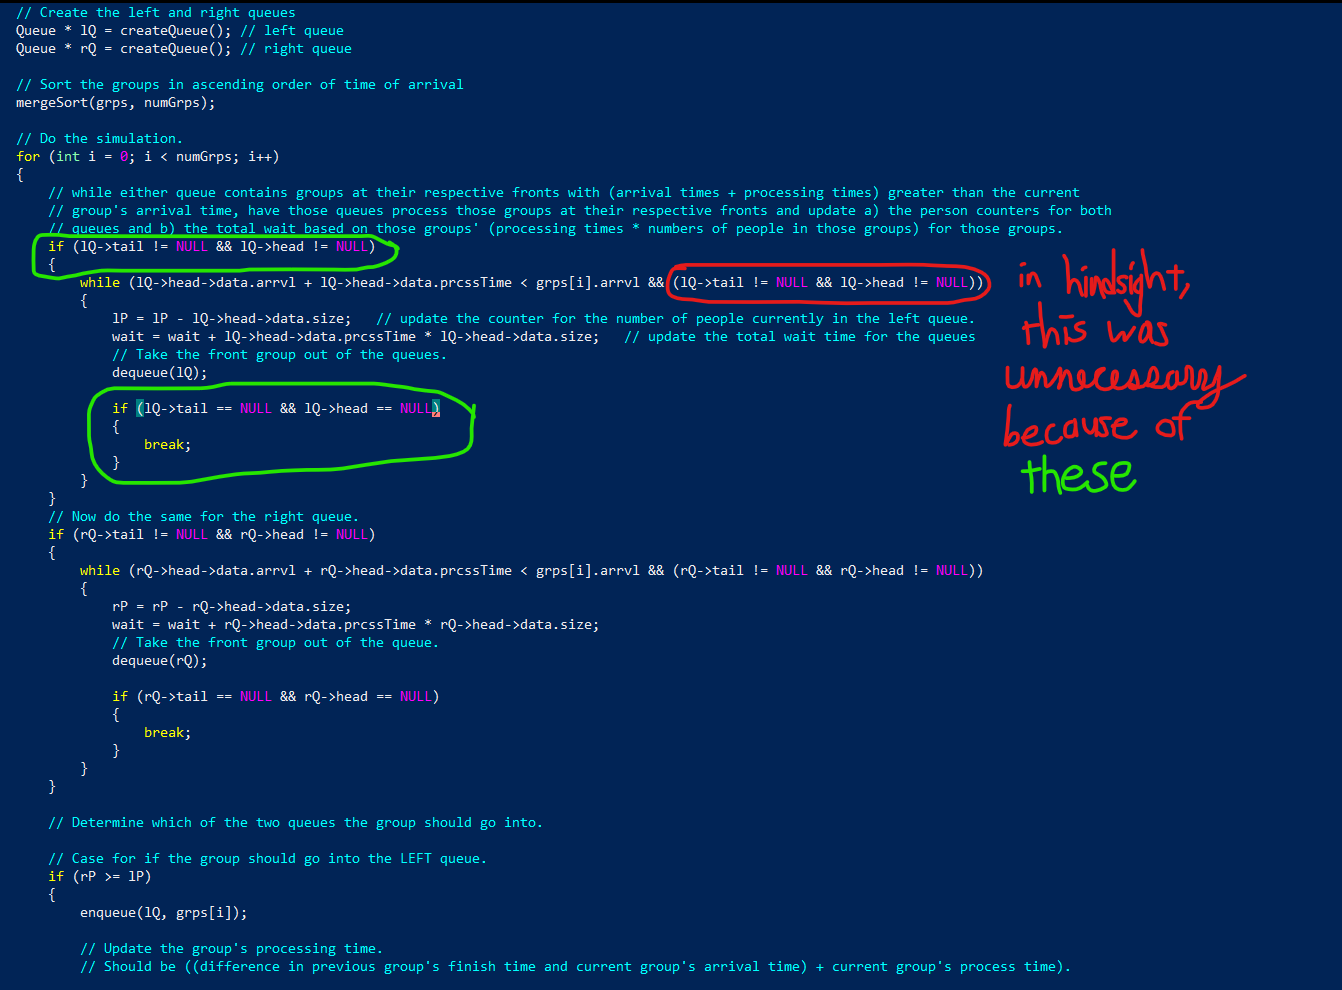 // Create the left and right queues
Queue * lQ = createQueue(); // left queue
Queue * rQ = createQueue(); // right queue
// Sort the groups in ascending order of time of arrival
mergeSort(grps, numGrps);
// Do the simulation.
for (int i = 0; i < numGrps; i++)
{
// while either queue contains groups at their respective fronts with (arrival times + processing times) greater than the current
// group's arrival time, have those queues process those groups at their respective fronts and update a) the person counters for both
// queues and b) the total wait based on those groups' (processing times * numbers of people in those groups) for those groups.
if (lQ->tail != NULL && lQ->head != NULL)
{
while (lQ->head->data.arrvl + lQ->head->data.prcssTime < grps[i].arrvl && (lQ->tail != NULL && lQ->head != NULL))
{
lP = lP - lQ->head->data.size; // update the counter for the number of people currently in the left queue.
wait = wait + lQ->head->data.prcssTime * lQ->head->data.size; // update the total wait time for the queues
// Take the front group out of the queues.
dequeue(lQ);
if (lQ->tail == NULL && lQ->head == NULL)
{
break;
}
}
}
in hindsight,
this was
unnecessary
because of
these
// Now do the same for the right queue.
if (rQ->tail != NULL && rQ->head != NULL)
{
while (rQ->head->data.arrvl + rQ->head->data.prcssTime < grps[i].arrvl && (rQ->tail != NULL && rQ->head != NULL))
{
rP = rP - rQ->head->data.size;
wait = wait + rQ->head->data.prcssTime * rQ->head->data.size;
// Take the front group out of the queue.
dequeue(rQ);
if (rQ->tail == NULL && rQ->head == NULL)
{
break;
}
}
}
// Determine which of the two queues the group should go into.
// Case for if the group should go into the LEFT queue.
if (rP >= lP)
{
enqueue(lQ, grps[i]);
// Update the group's processing time.
// Should be ((difference in previous group's finish time and current group's arrival time) + current group's process time).